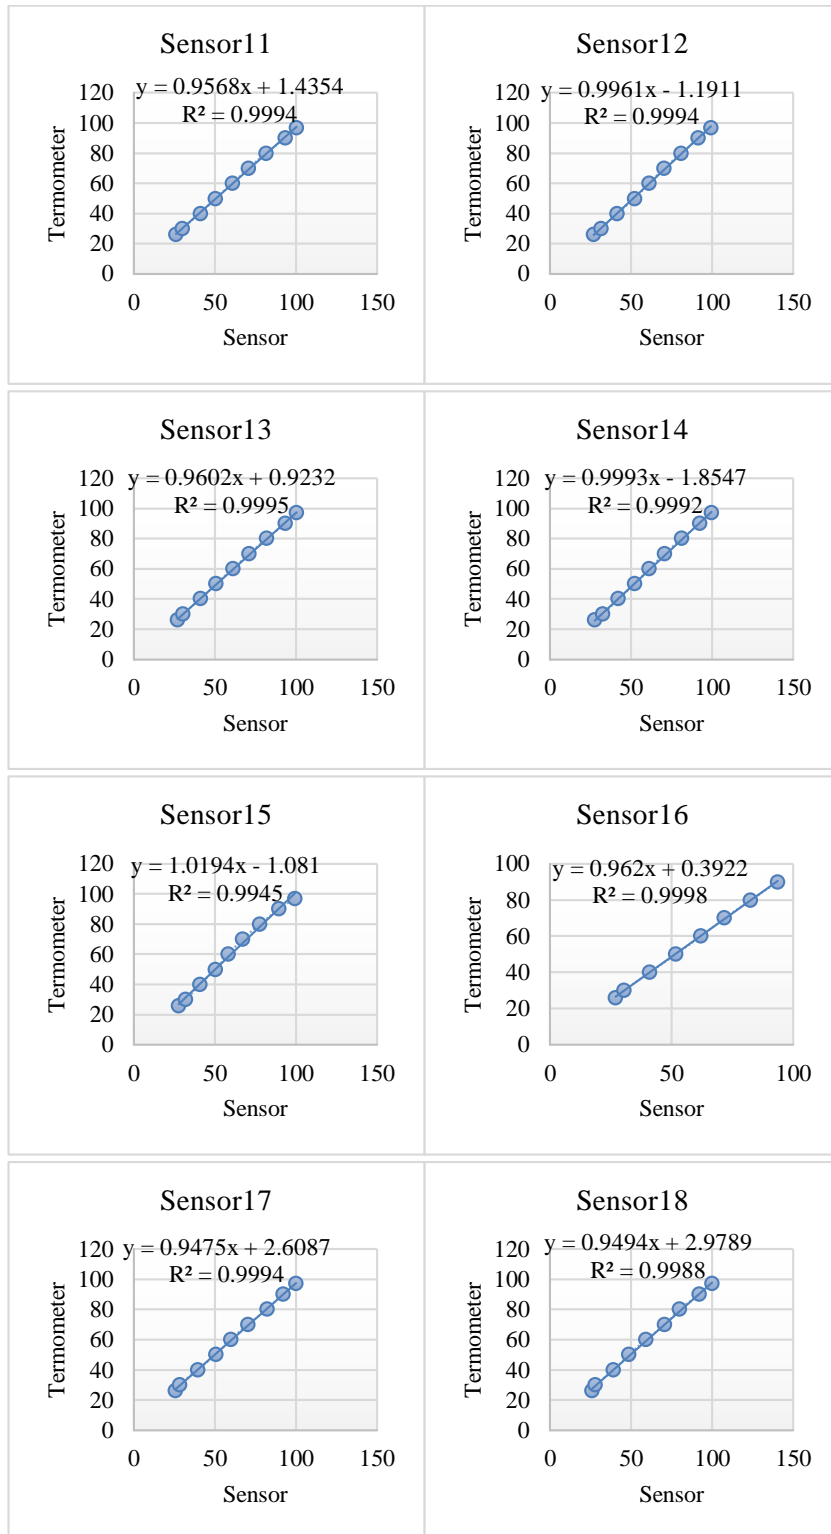 Sensor11
y = 0.9568x + 1.4354
R² = 0.9994
120
100
80
60
40
20
0
0 50 100 150
Termometer
Sensor
Sensor12
y = 0.9961x - 1.1911
R² = 0.9994
120
100
80
60
40
20
0
0 50 100 150
Termometer
Sensor
Sensor13
y = 0.9602x + 0.9232
R² = 0.9995
120
100
80
60
40
20
0
0 50 100 150
Termometer
Sensor
Sensor14
y = 0.9993x - 1.8547
R² = 0.9992
120
100
80
60
40
20
0
0 50 100 150
Termometer
Sensor
Sensor15
y = 1.0194x - 1.081
R² = 0.9945
120
100
80
60
40
20
0
0 50 100 150
Termometer
Sensor
Sensor16
y = 0.962x + 0.3922
R² = 0.9998
100
80
60
40
20
0
0 50 100
Termometer
Sensor
Sensor17
y = 0.9475x + 2.6087
R² = 0.9994
120
100
80
60
40
20
0
0 50 100 150
Termometer
Sensor
Sensor18
y = 0.9494x + 2.9789
R² = 0.9988
120
100
80
60
40
20
0
0 50 100 150
Termometer
Sensor